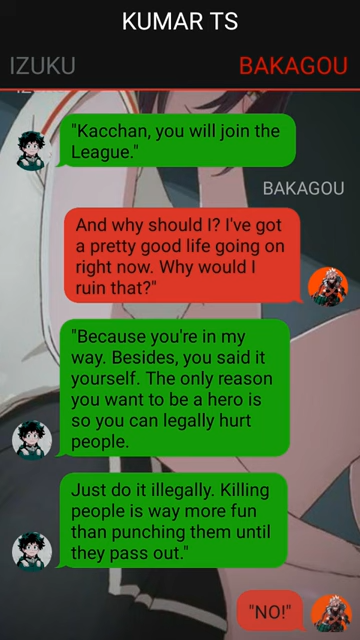 KUMAR TS
IZUKU
BAKAGOU
"Kacchan, you will join the
League."
BAKAGOU
And why should I? I've got
a pretty good life going on
right now. Why would I
ruin that?"
"Because you're in my
way. Besides, you said it
yourself. The only reason
you want to be a hero is
so you can legally hurt
people.
Just do it illegally. Killing
people is way more fun
than punching them until
they pass out."
"NO!"